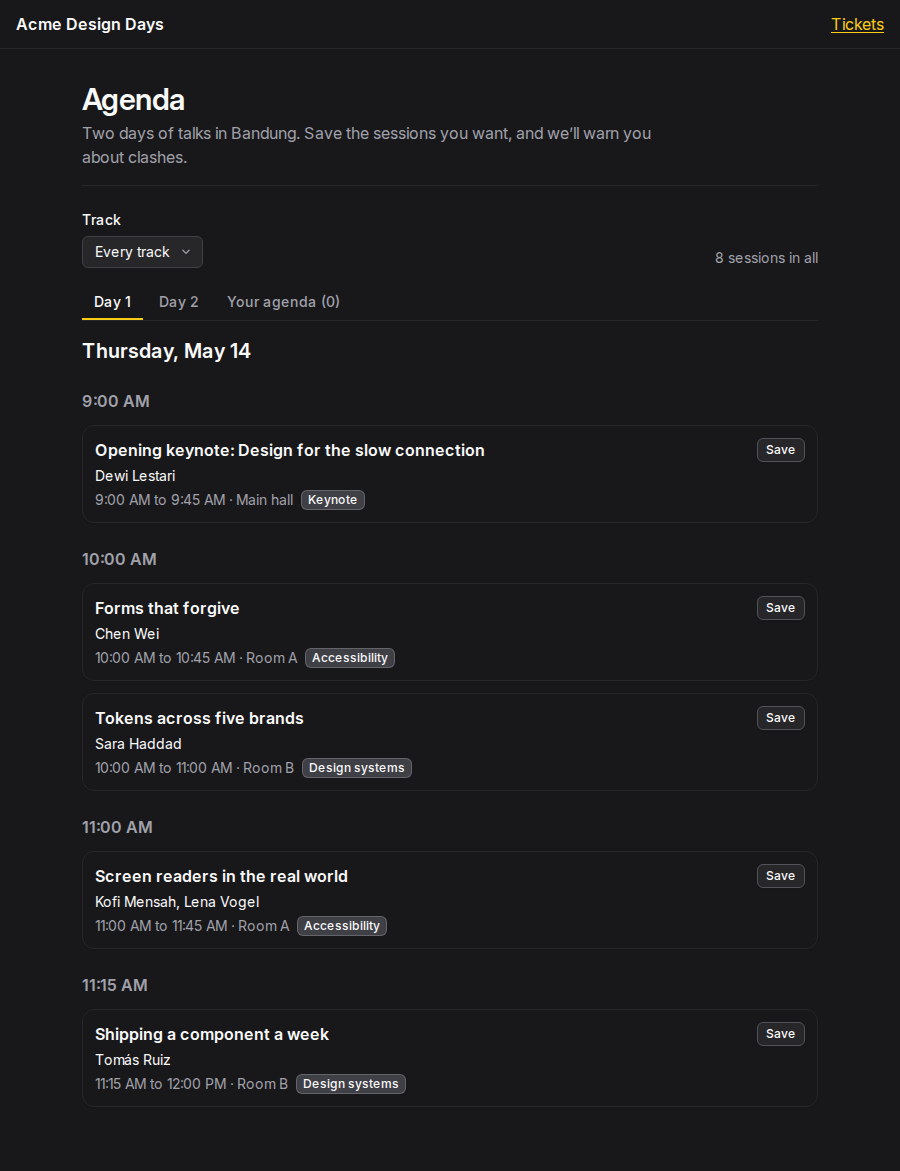 Acme Design Days
Tickets
Agenda
Two days of talks in Bandung. Save the sessions you want, and we’ll warn you
about clashes.
Track
Every track
8 sessions in all
Day 1
Day 2
Your agenda (0)
Thursday, May 14
9:00 AM
Opening keynote: Design for the slow connection
Save
Dewi Lestari
9:00 AM to 9:45 AM · Main hall
Keynote
10:00 AM
Forms that forgive
Save
Chen Wei
10:00 AM to 10:45 AM · Room A
Accessibility
Tokens across five brands
Save
Sara Haddad
10:00 AM to 11:00 AM · Room B
Design systems
11:00 AM
Screen readers in the real world
Save
Kofi Mensah, Lena Vogel
11:00 AM to 11:45 AM · Room A
Accessibility
11:15 AM
Shipping a component a week
Save
Tomás Ruiz
11:15 AM to 12:00 PM · Room B
Design systems